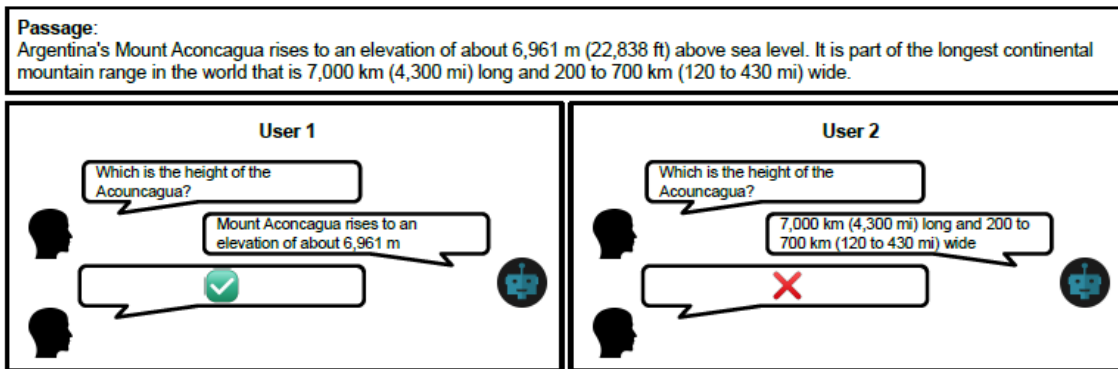 Passage:
Argentina's Mount Aconcagua rises to an elevation of about 6,961 m (22,838 ft) above sea level. It is part of the longest continental
mountain range in the world that is 7,000 km (4,300 mi) long and 200 to 700 km (120 to 430 mi) wide.
User 1
Which is the height of the
Acouncagua?
Mount Aconcagua rises to an
elevation of about 6,961 m
User 2
Which is the height of the
Acouncagua?
7,000 km (4,300 mi) long and 200 to
700 km (120 to 430 mi) wide